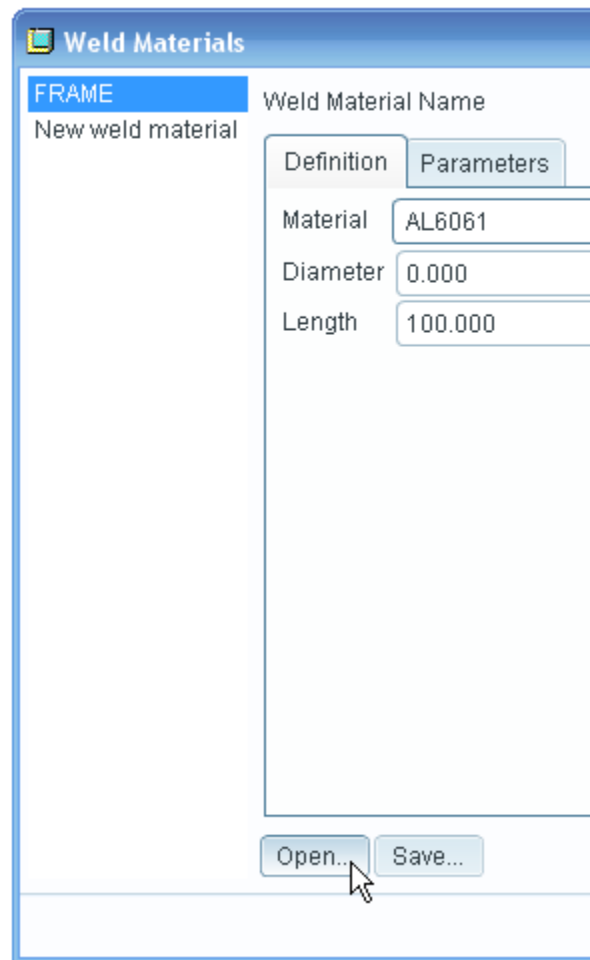 Weld Materials
FRAME
New weld material
Weld Material Name
Definition Parameters
Material AL6061
Diameter 0.000
Length 100.000
Open... Save...